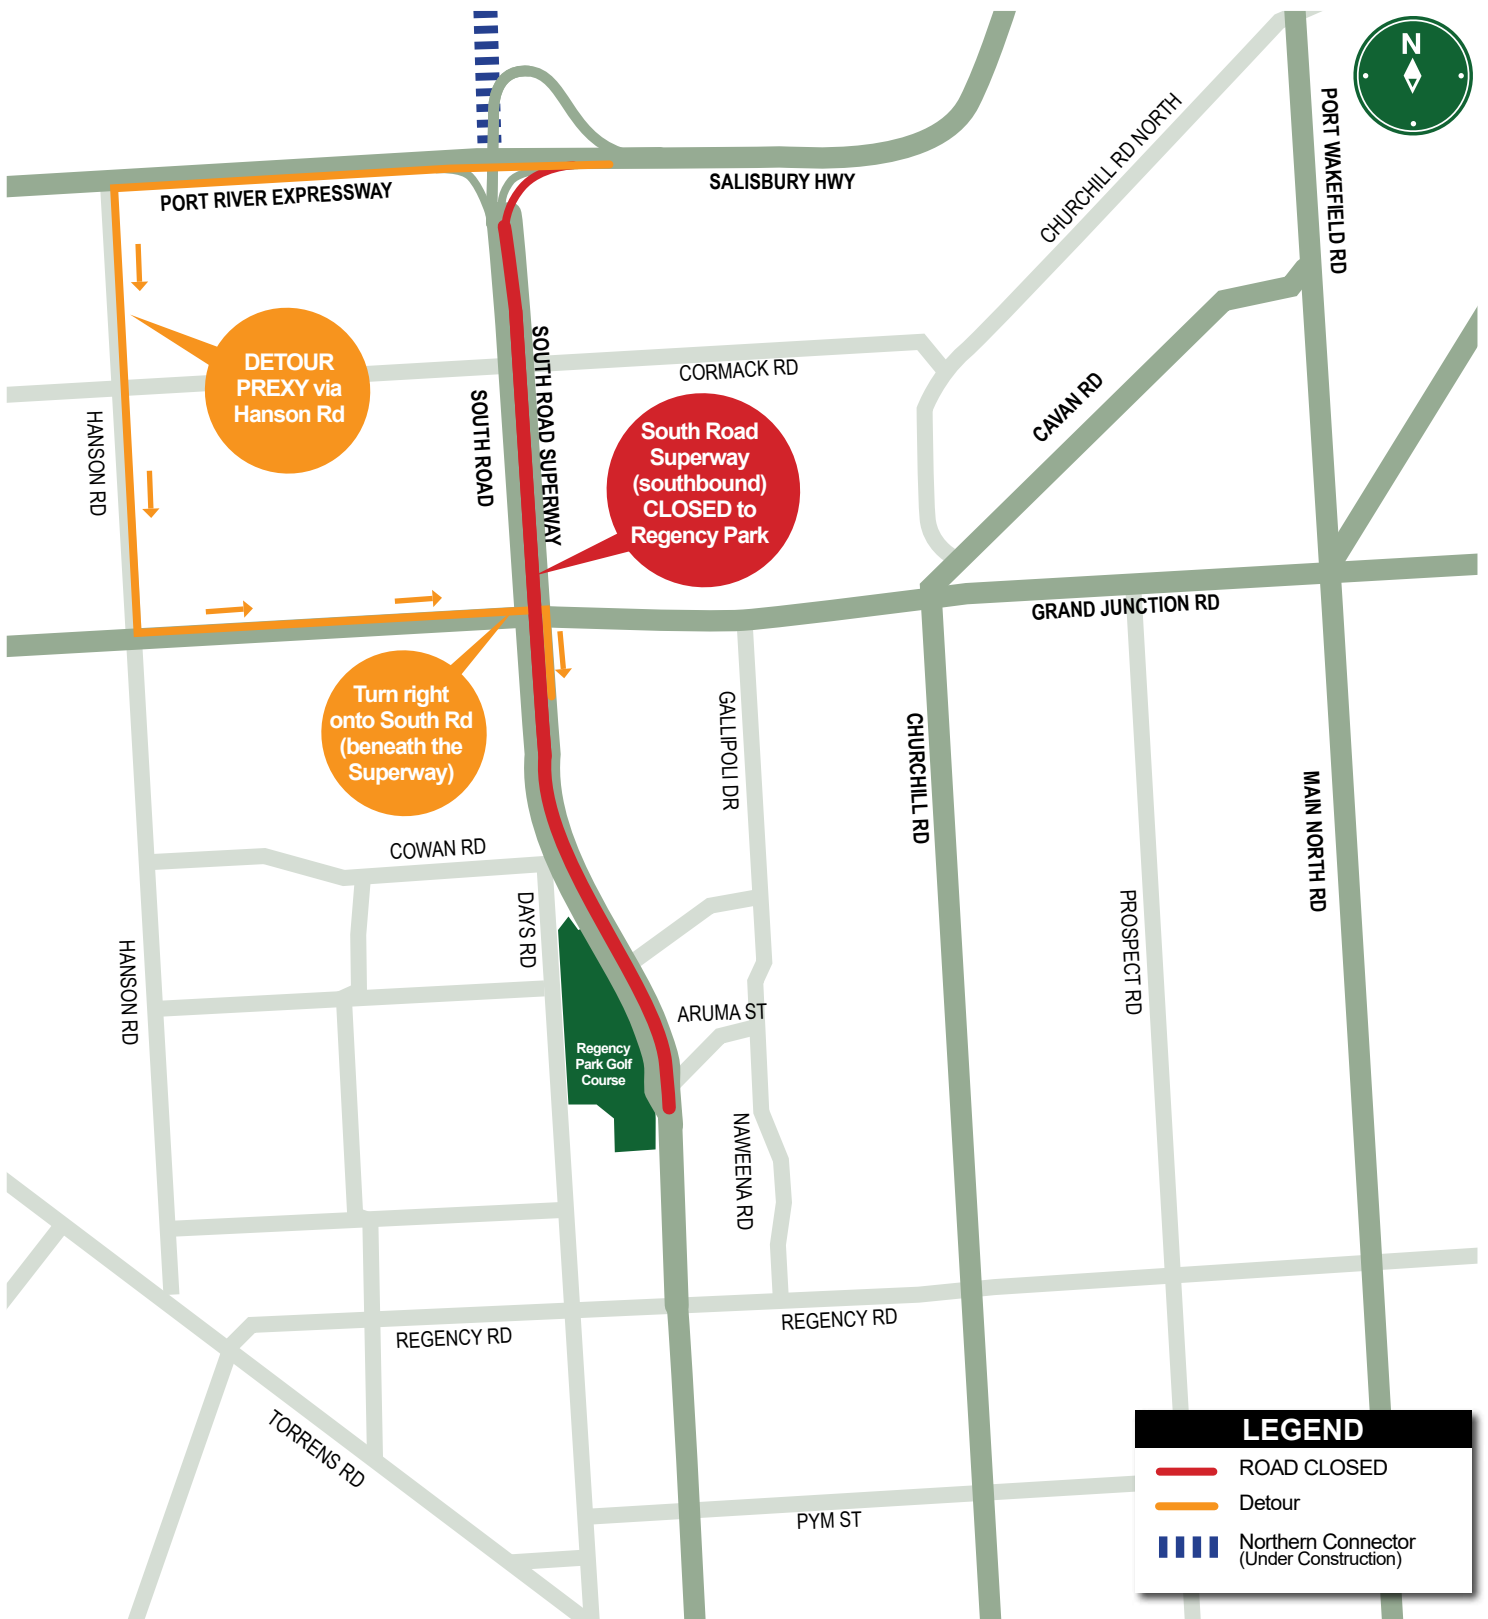 N
PORT RIVER EXPRESSWAY
SALISBURY HWY
CHURCHILL RD NORTH
PORT WAKEFIELD RD
DETOUR
PREXY via
Hanson Rd
HANSON RD
SOUTH ROAD
SOUTH ROAD SUPERWAY
CORMACK RD
CAVAN RD
South Road
Superway
(southbound)
CLOSED to
Regency Park
GRAND JUNCTION RD
Turn right
onto South Rd
(beneath the
Superway)
GALLIPOLI DR
CHURCHILL RD
MAIN NORTH RD
COWAN RD
DAYS RD
PROSPECT RD
HANSON RD
ARUMA ST
Regency
Park Golf
Course
NAWEENA RD
REGENCY RD
REGENCY RD
TORRENS RD
PYM ST
LEGEND
ROAD CLOSED
Detour
Northern Connector
(Under Construction)